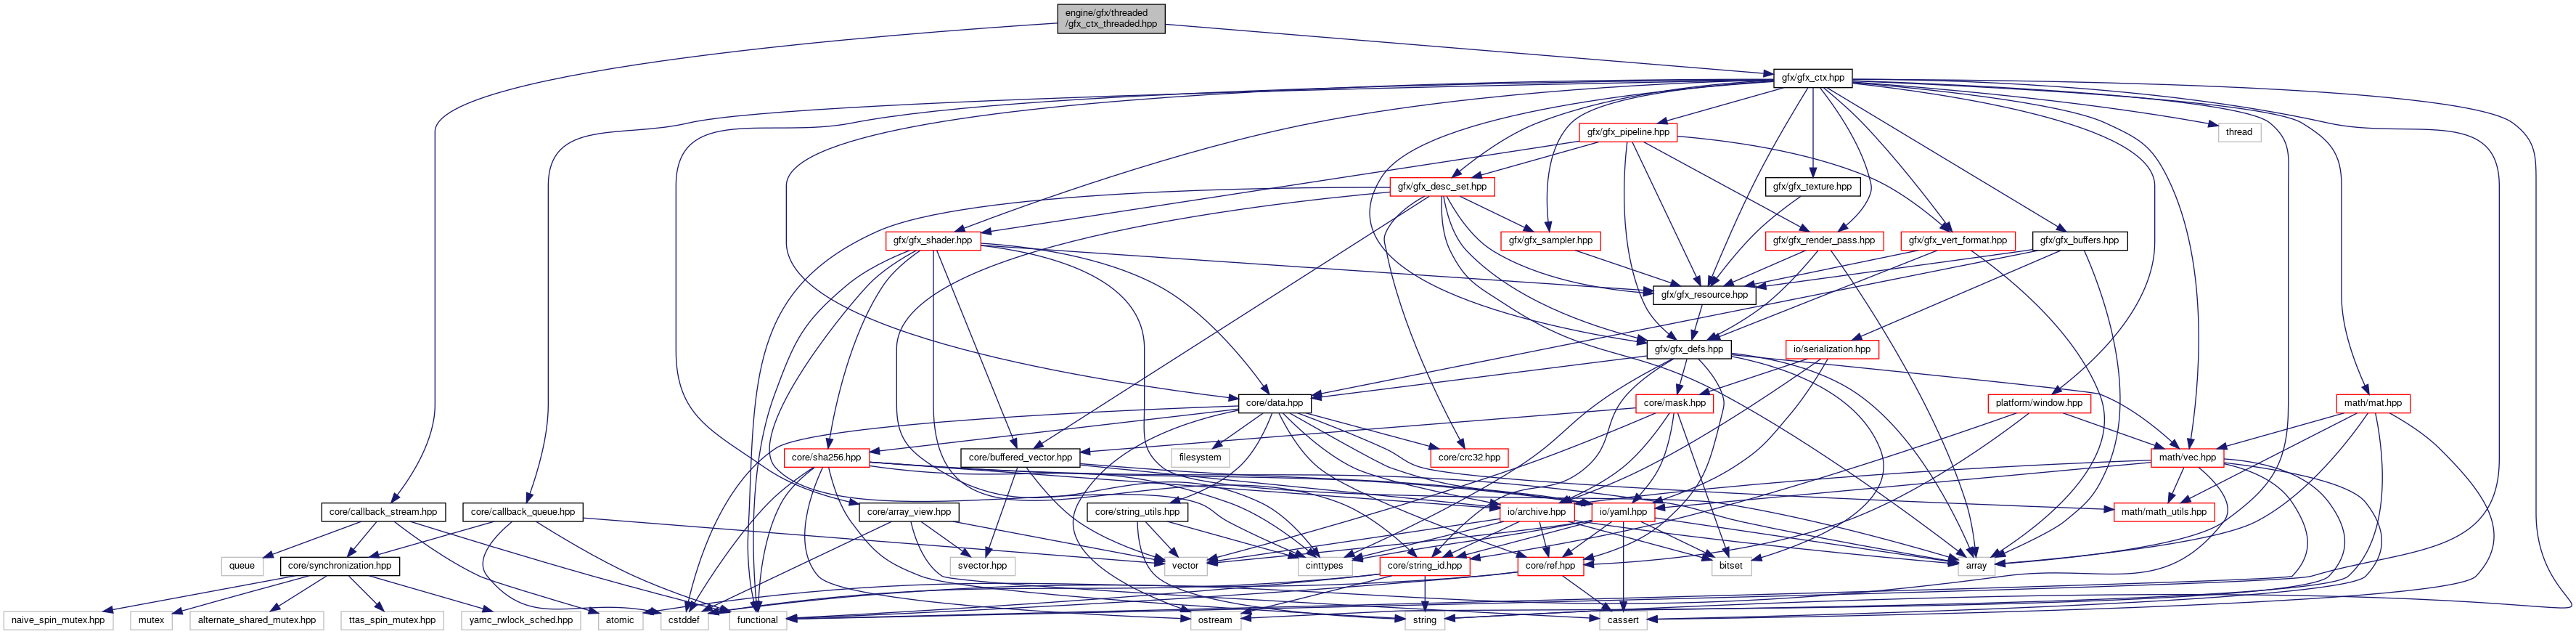 engine/gfx/threaded
/gfx_ctx_threaded.hpp
gfx/gfx_ctx.hpp
gfx/gfx_pipeline.hpp
thread
gfx/gfx_desc_set.hpp
gfx/gfx_texture.hpp
gfx/gfx_shader.hpp
gfx/gfx_sampler.hpp
gfx/gfx_render_pass.hpp
gfx/gfx_vert_format.hpp
gfx/gfx_buffers.hpp
gfx/gfx_resource.hpp
gfx/gfx_defs.hpp
io/serialization.hpp
core/data.hpp
core/mask.hpp
platform/window.hpp
math/mat.hpp
core/sha256.hpp
core/buffered_vector.hpp
filesystem
core/crc32.hpp
math/vec.hpp
core/callback_stream.hpp
core/callback_queue.hpp
core/array_view.hpp
core/string_utils.hpp
io/archive.hpp
io/yaml.hpp
math/math_utils.hpp
queue
core/synchronization.hpp
svector.hpp
vector
cinttypes
core/string_id.hpp
core/ref.hpp
bitset
array
naive_spin_mutex.hpp
mutex
alternate_shared_mutex.hpp
ttas_spin_mutex.hpp
yamc_rwlock_sched.hpp
atomic
cstddef
functional
ostream
string
cassert